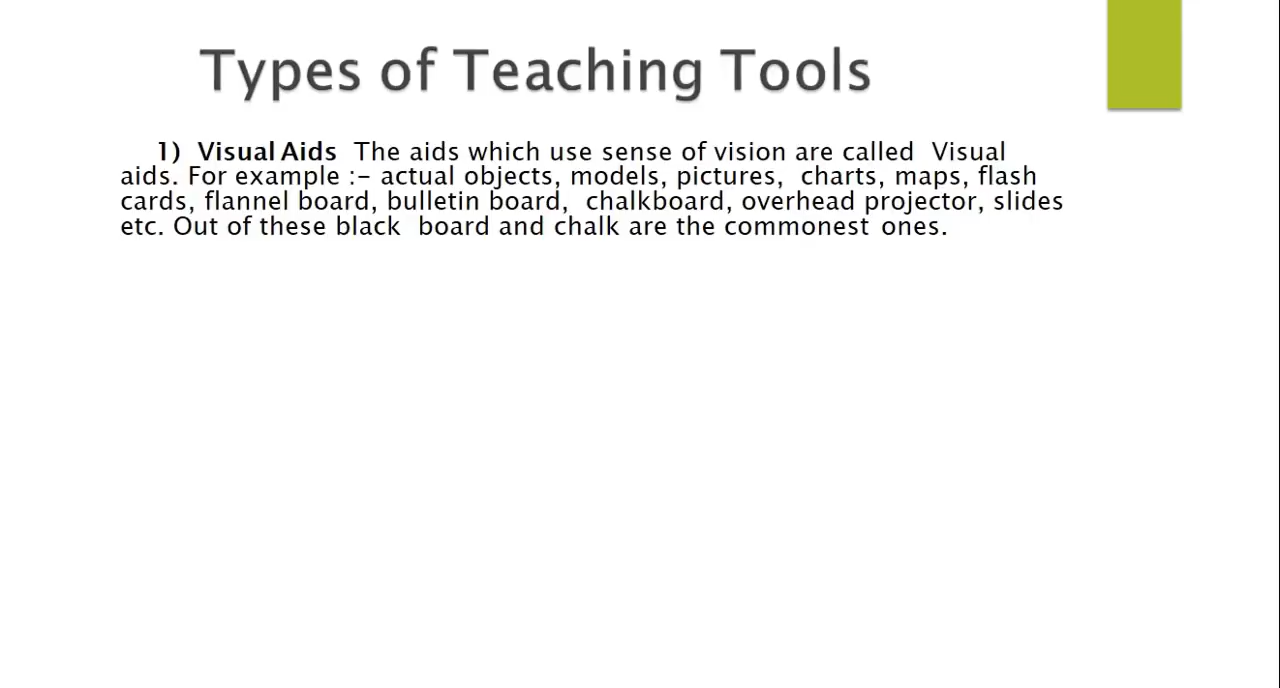 Types of Teaching Tools
1) Visual Aids The aids which use sense of vision are called Visual
aids. For example :- actual objects, models, pictures, charts, maps, flash
cards, flannel board, bulletin board, chalkboard, overhead projector, slides
etc. Out of these black board and chalk are the commonest ones.